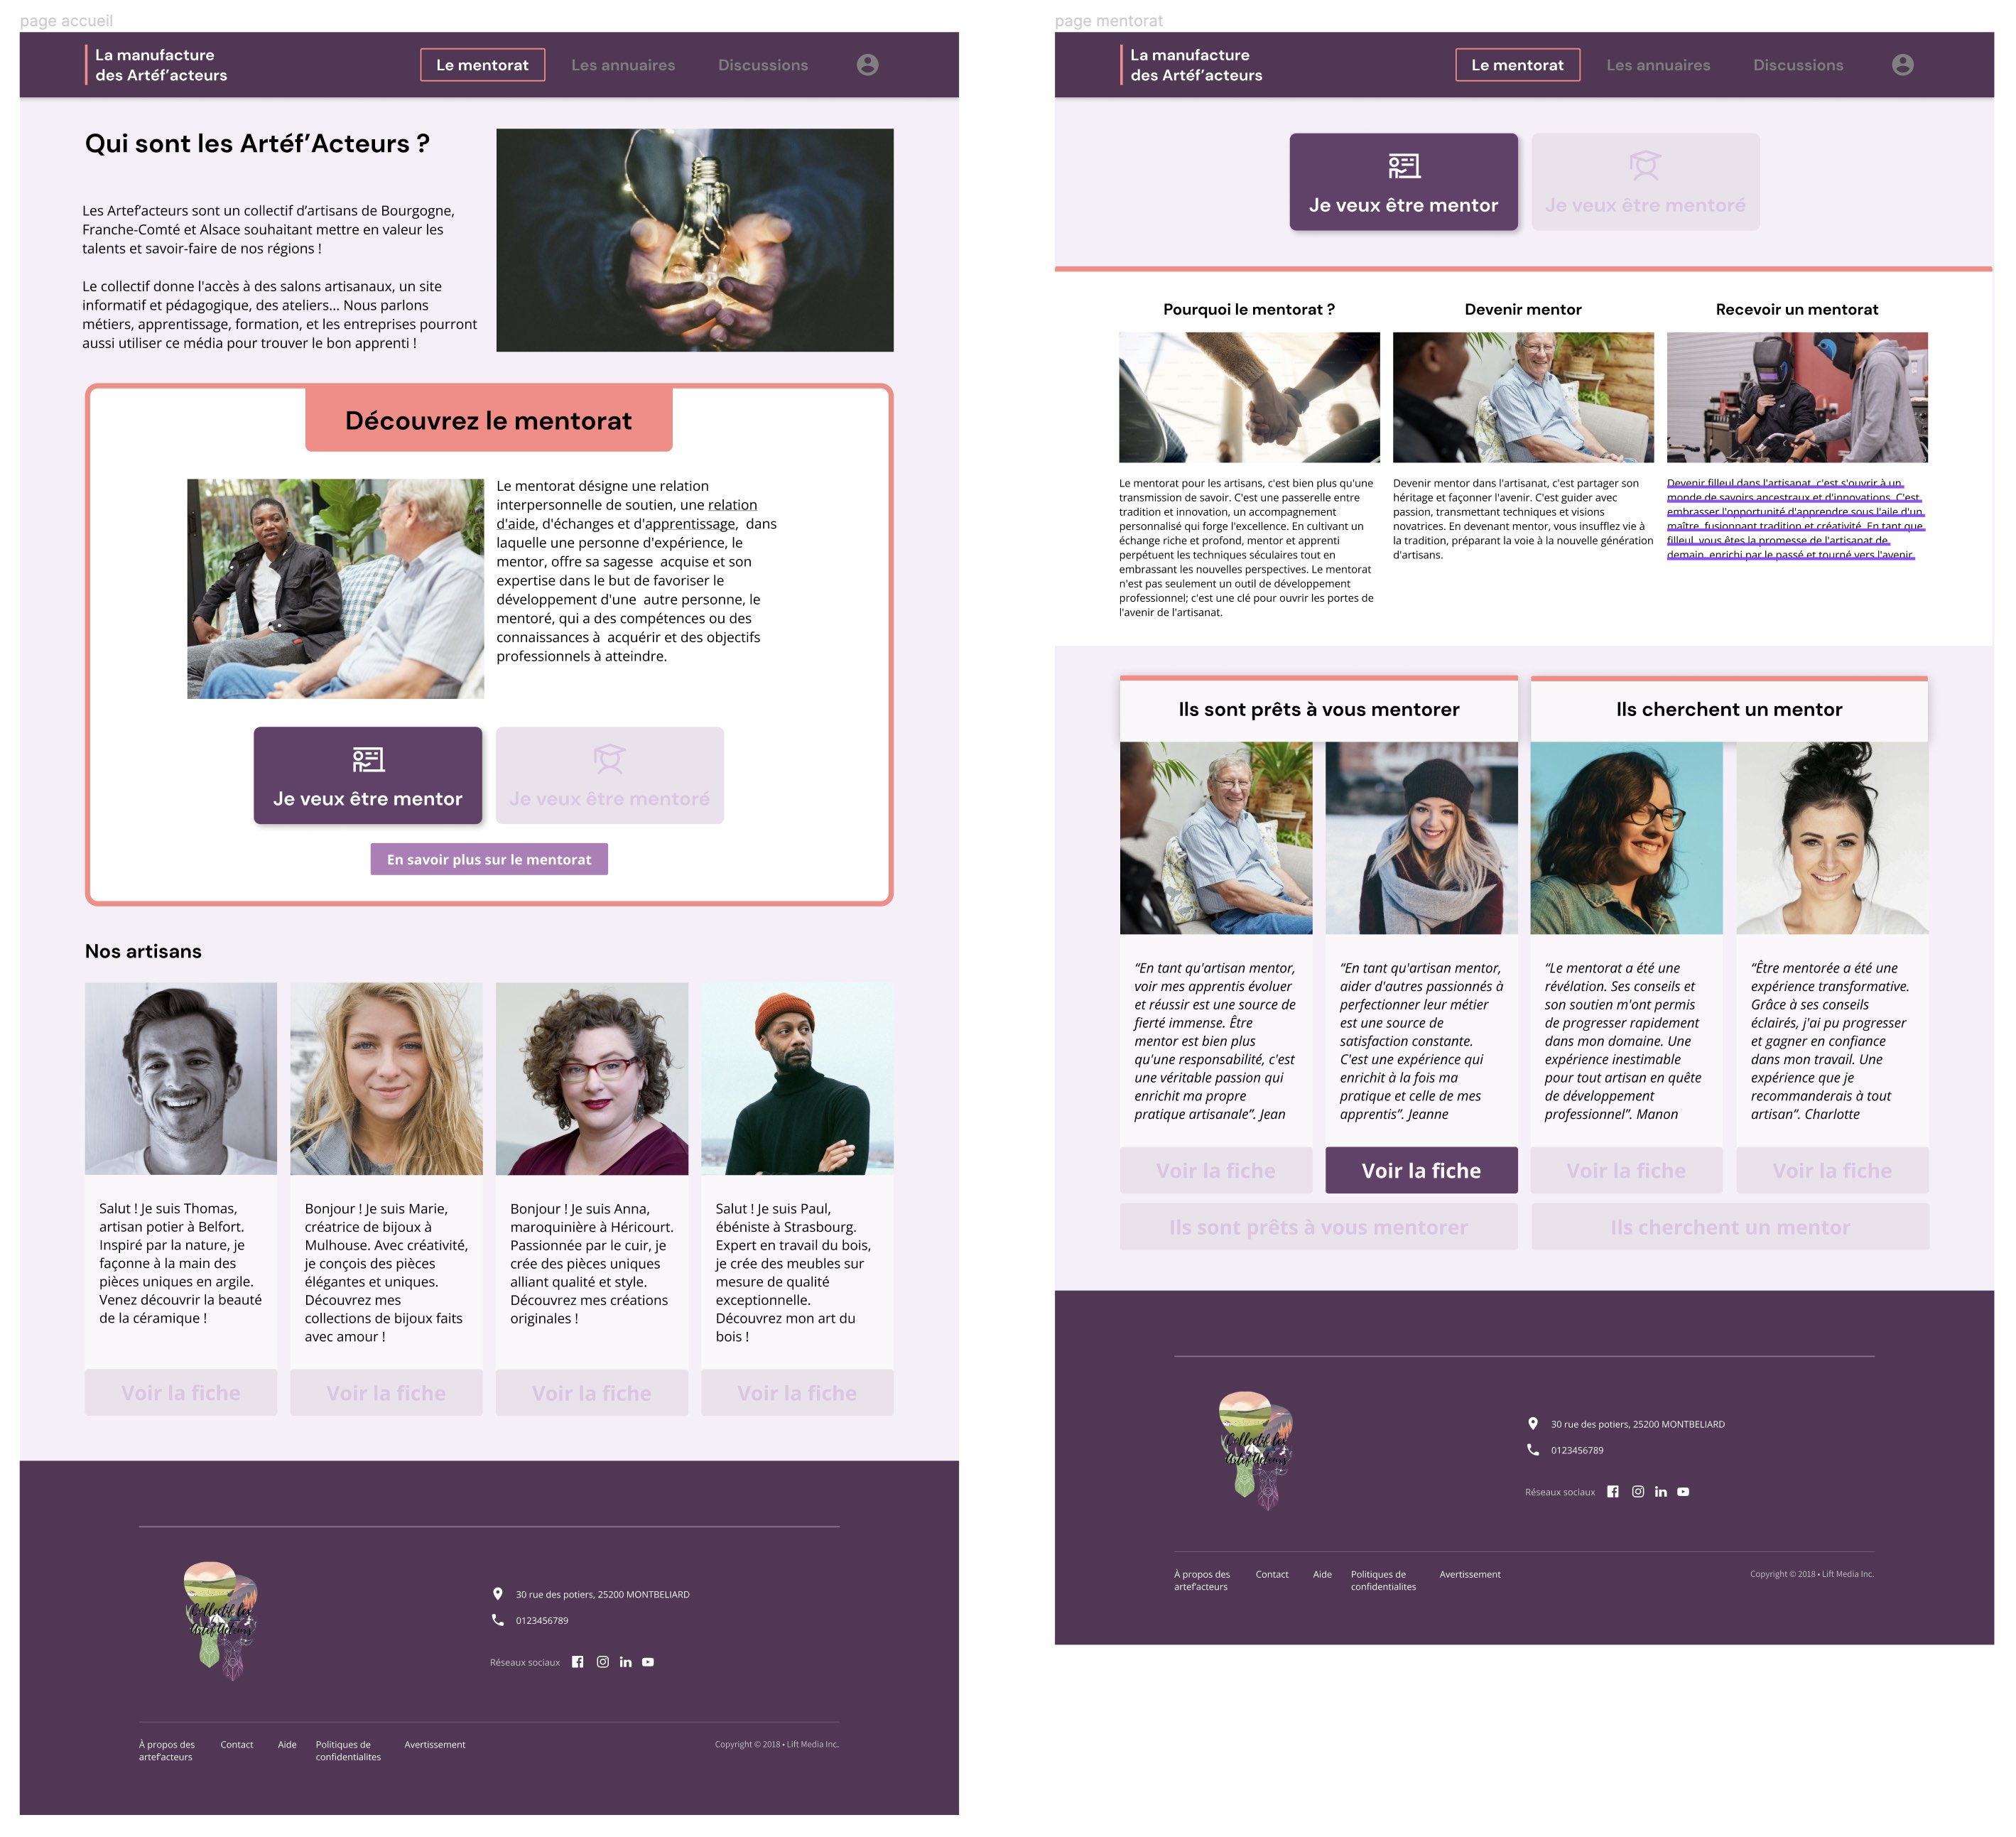 page accueil
La manufacture
des Artéf'acteurs
Le mentorat
Les annuaires
Discussions
Qui sont les Artéf’Acteurs ?
Les Artef’acteurs sont un collectif d’artisans de Bourgogne,
Franche-Comté et Alsace souhaitant mettre en valeur les
talents et savoir-faire de nos régions !
Le collectif donne l'accès à des salons artisanaux, un site
informatif et pédagogique, des ateliers... Nous parlons
métiers, apprentissage, formation, et les entreprises pourront
aussi utiliser ce média pour trouver le bon apprenti !
Découvrez le mentorat
Le mentorat désigne une relation
interpersonnelle de soutien, une relation
d'aide, d'échanges et d'apprentissage, dans
laquelle une personne d'expérience, le
mentor, offre sa sagesse acquise et son
expertise dans le but de favoriser le
développement d'une autre personne, le
mentoré, qui a des compétences ou des
connaissances à acquérir et des objectifs
professionnels à atteindre.
Je veux être mentor
Je veux être mentoré
En savoir plus sur le mentorat
Nos artisans
Salut ! Je suis Thomas,
artisan potier à Belfort.
Inspiré par la nature, je
façonne à la main des
pièces uniques en argile.
Venez découvrir la beauté
de la céramique !
Voir la fiche
Bonjour ! Je suis Marie,
créatrice de bijoux à
Mulhouse. Avec créativité,
je conçois des pièces
élégantes et uniques.
Découvrez mes
collections de bijoux faits
avec amour !
Voir la fiche
Bonjour ! Je suis Anna,
maroquinière à Héricourt.
Passionnée par le cuir, je
crée des pièces uniques
alliant qualité et style.
Découvrez mes créations
originales !
Voir la fiche
Salut ! Je suis Paul,
ébéniste à Strasbourg.
Expert en travail du bois,
je crée des meubles sur
mesure de qualité
exceptionnelle.
Découvrez mon art du
bois !
Voir la fiche
Collectif les
Artéf'Acteurs
30 rue des potiers, 25200 MONTBELIARD
0123456789
Réseaux sociaux
À propos des
artef’acteurs
Contact
Aide
Politiques de
confidentialites
Avertissement
Copyright © 2018 • Lift Media Inc.
page mentorat
La manufacture
des Artéf'acteurs
Le mentorat
Les annuaires
Discussions
Je veux être mentor
Je veux être mentoré
Pourquoi le mentorat ?
Le mentorat pour les artisans, c'est bien plus qu'une
transmission de savoir. C'est une passerelle entre
tradition et innovation, un accompagnement
personnalisé qui forge l'excellence. En cultivant un
échange riche et profond, mentor et apprenti
perpétuent les techniques séculaires tout en
embrassant les nouvelles perspectives. Le mentorat
n'est pas seulement un outil de développement
professionnel; c'est une clé pour ouvrir les portes de
l'avenir de l'artisanat.
Devenir mentor
Devenir mentor dans l'artisanat, c'est partager son
héritage et façonner l'avenir. C'est guider avec
passion, transmettant techniques et visions
novatrices. En devenant mentor, vous insufflez vie à
la tradition, préparant la voie à la nouvelle génération
d'artisans.
Recevoir un mentorat
Devenir filleul dans l'artisanat, c'est s'ouvrir à un
monde de savoirs ancestraux et d'innovations. C'est
embrasser l'opportunité d'apprendre sous l'aile d'un
maître, fusionnant tradition et créativité. En tant que
filleul, vous êtes la promesse de l'artisanat de
demain, enrichi par le passé et tourné vers l'avenir.
Ils sont prêts à vous mentorer
Ils cherchent un mentor
“En tant qu'artisan mentor,
voir mes apprentis évoluer
et réussir est une source de
fierté immense. Être
mentor est bien plus
qu'une responsabilité, c'est
une véritable passion qui
enrichit ma propre
pratique artisanale”. Jean
Voir la fiche
“En tant qu'artisan mentor,
aider d'autres passionnés à
perfectionner leur métier
est une source de
satisfaction constante.
C'est une expérience qui
enrichit à la fois ma
pratique et celle de mes
apprentis”. Jeanne
Voir la fiche
“Le mentorat a été une
révélation. Ses conseils et
son soutien m'ont permis
de progresser rapidement
dans mon domaine. Une
expérience inestimable
pour tout artisan en quête
de développement
professionnel”. Manon
Voir la fiche
“Être mentorée a été une
expérience transformative.
Grâce à ses conseils
éclairés, j'ai pu progresser
et gagner en confiance
dans mon travail. Une
expérience que je
recommanderais à tout
artisan”. Charlotte
Voir la fiche
Ils sont prêts à vous mentorer
Ils cherchent un mentor
Collectif les
Artéf'Acteurs
30 rue des potiers, 25200 MONTBELIARD
0123456789
Réseaux sociaux
À propos des
artef’acteurs
Contact
Aide
Politiques de
confidentialites
Avertissement
Copyright © 2018 • Lift Media Inc.